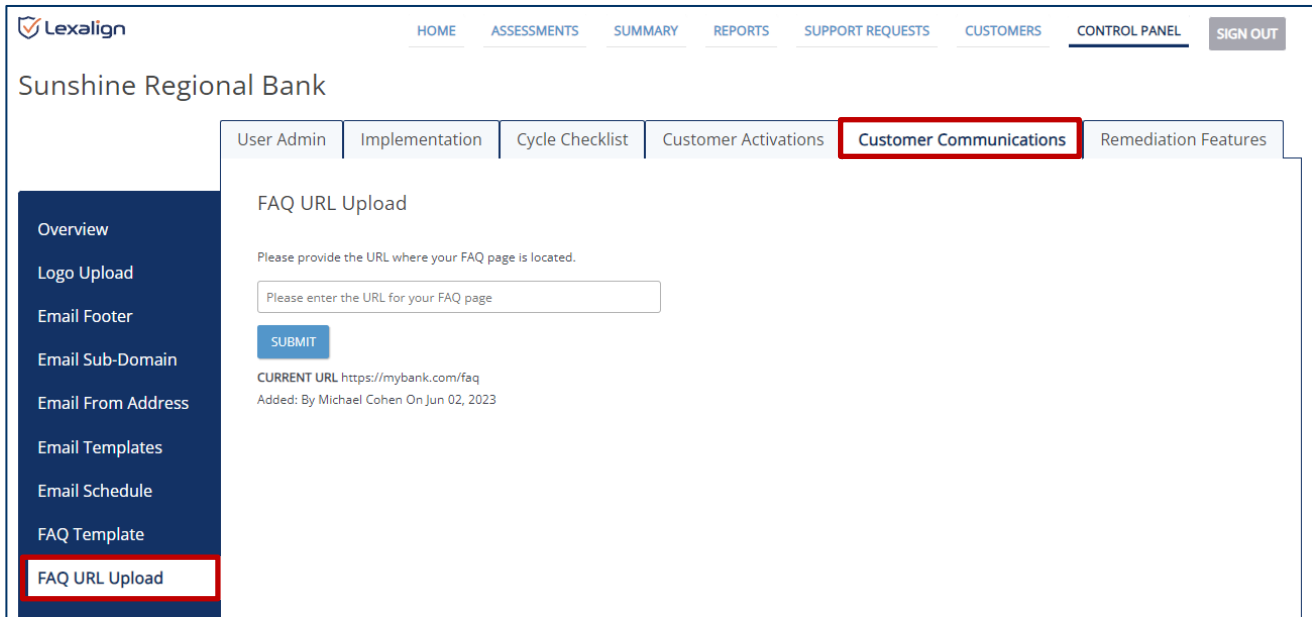 Lexalign
HOME ASSESSMENTS SUMMARY REPORTS SUPPORT REQUESTS CUSTOMERS CONTROL PANEL SIGN OUT
Sunshine Regional Bank
User Admin Implementation Cycle Checklist Customer Activations Customer Communications Remediation Features
Overview
Logo Upload
Email Footer
Email Sub-Domain
Email From Address
Email Templates
Email Schedule
FAQ Template
FAQ URL Upload
FAQ URL Upload
Please provide the URL where your FAQ page is located.
Please enter the URL for your FAQ page
SUBMIT
CURRENT URL https://mybank.com/faq
Added: By Michael Cohen On Jun 02, 2023